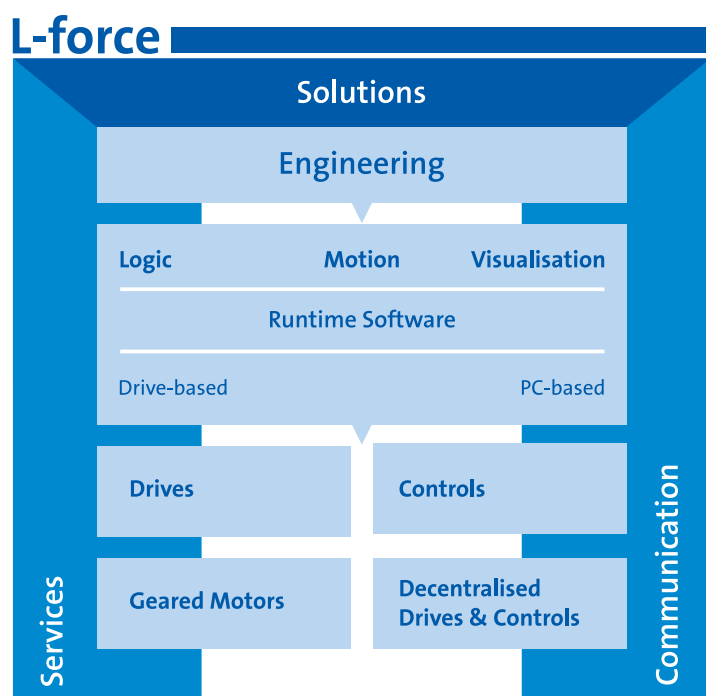 L-force
Solutions
Engineering
Logic Motion Visualisation
Runtime Software
Drive-based PC-based
Drives
Controls
Geared Motors
Decentralised
Drives & Controls
Services
Communication